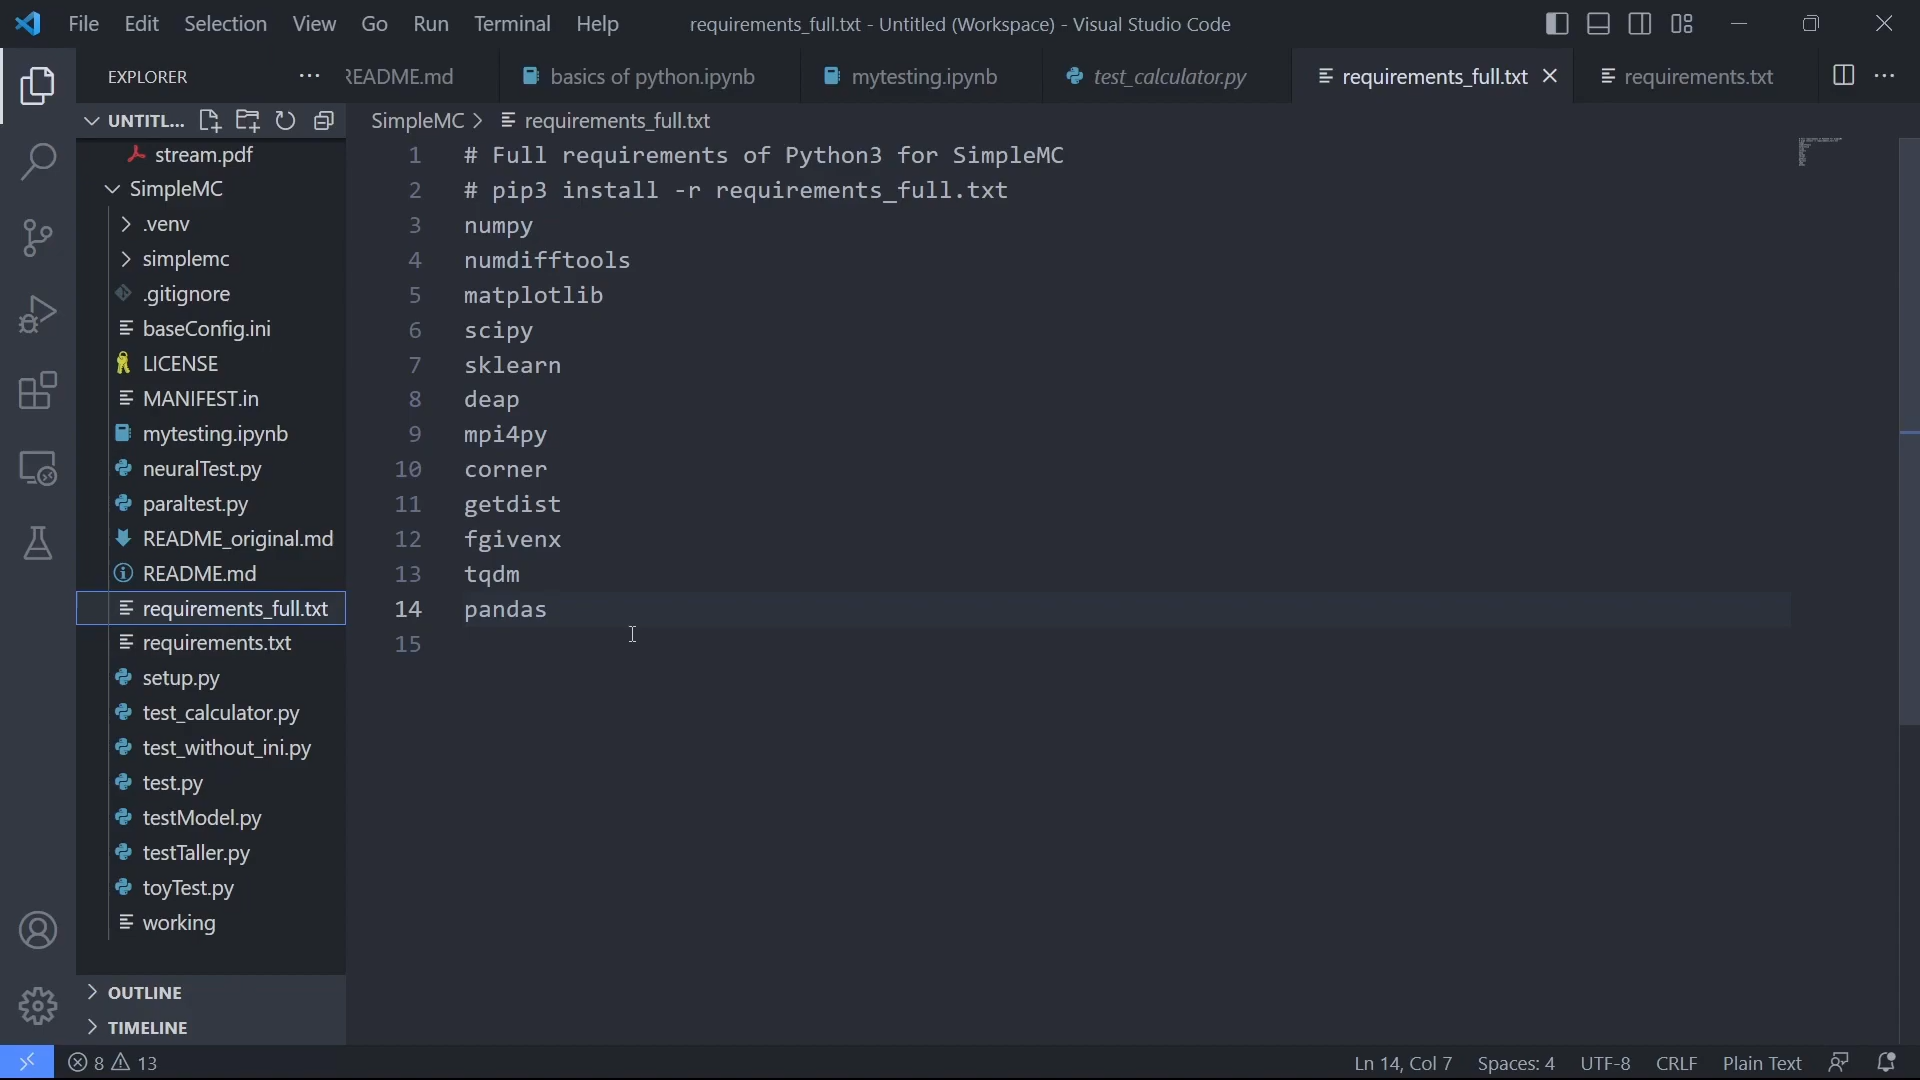 File Edit Selection View Go Run Terminal Help requirements_full.txt - Untitled (Workspace) - Visual Studio Code
EXPLORER README.md basics of python.ipynb mytesting.ipynb test_calculator.py requirements_full.txt requirements.txt
UNTITL... SimpleMC > requirements_full.txt
stream.pdf
SimpleMC
.venv
simplemc
.gitignore
baseConfig.ini
LICENSE
MANIFEST.in
mytesting.ipynb
neuralTest.py
paraltest.py
README_original.md
README.md
requirements_full.txt
requirements.txt
setup.py
test_calculator.py
test_without_ini.py
test.py
testModel.py
testTaller.py
toyTest.py
working
OUTLINE
TIMELINE
1 # Full requirements of Python3 for SimpleMC
2 # pip3 install -r requirements_full.txt
3 numpy
4 numdifftools
5 matplotlib
6 scipy
7 sklearn
8 deap
9 mpi4py
10 corner
11 getdist
12 fgivenx
13 tqdm
14 pandas
15
8 13 Ln 14, Col 7 Spaces: 4 UTF-8 CRLF Plain Text